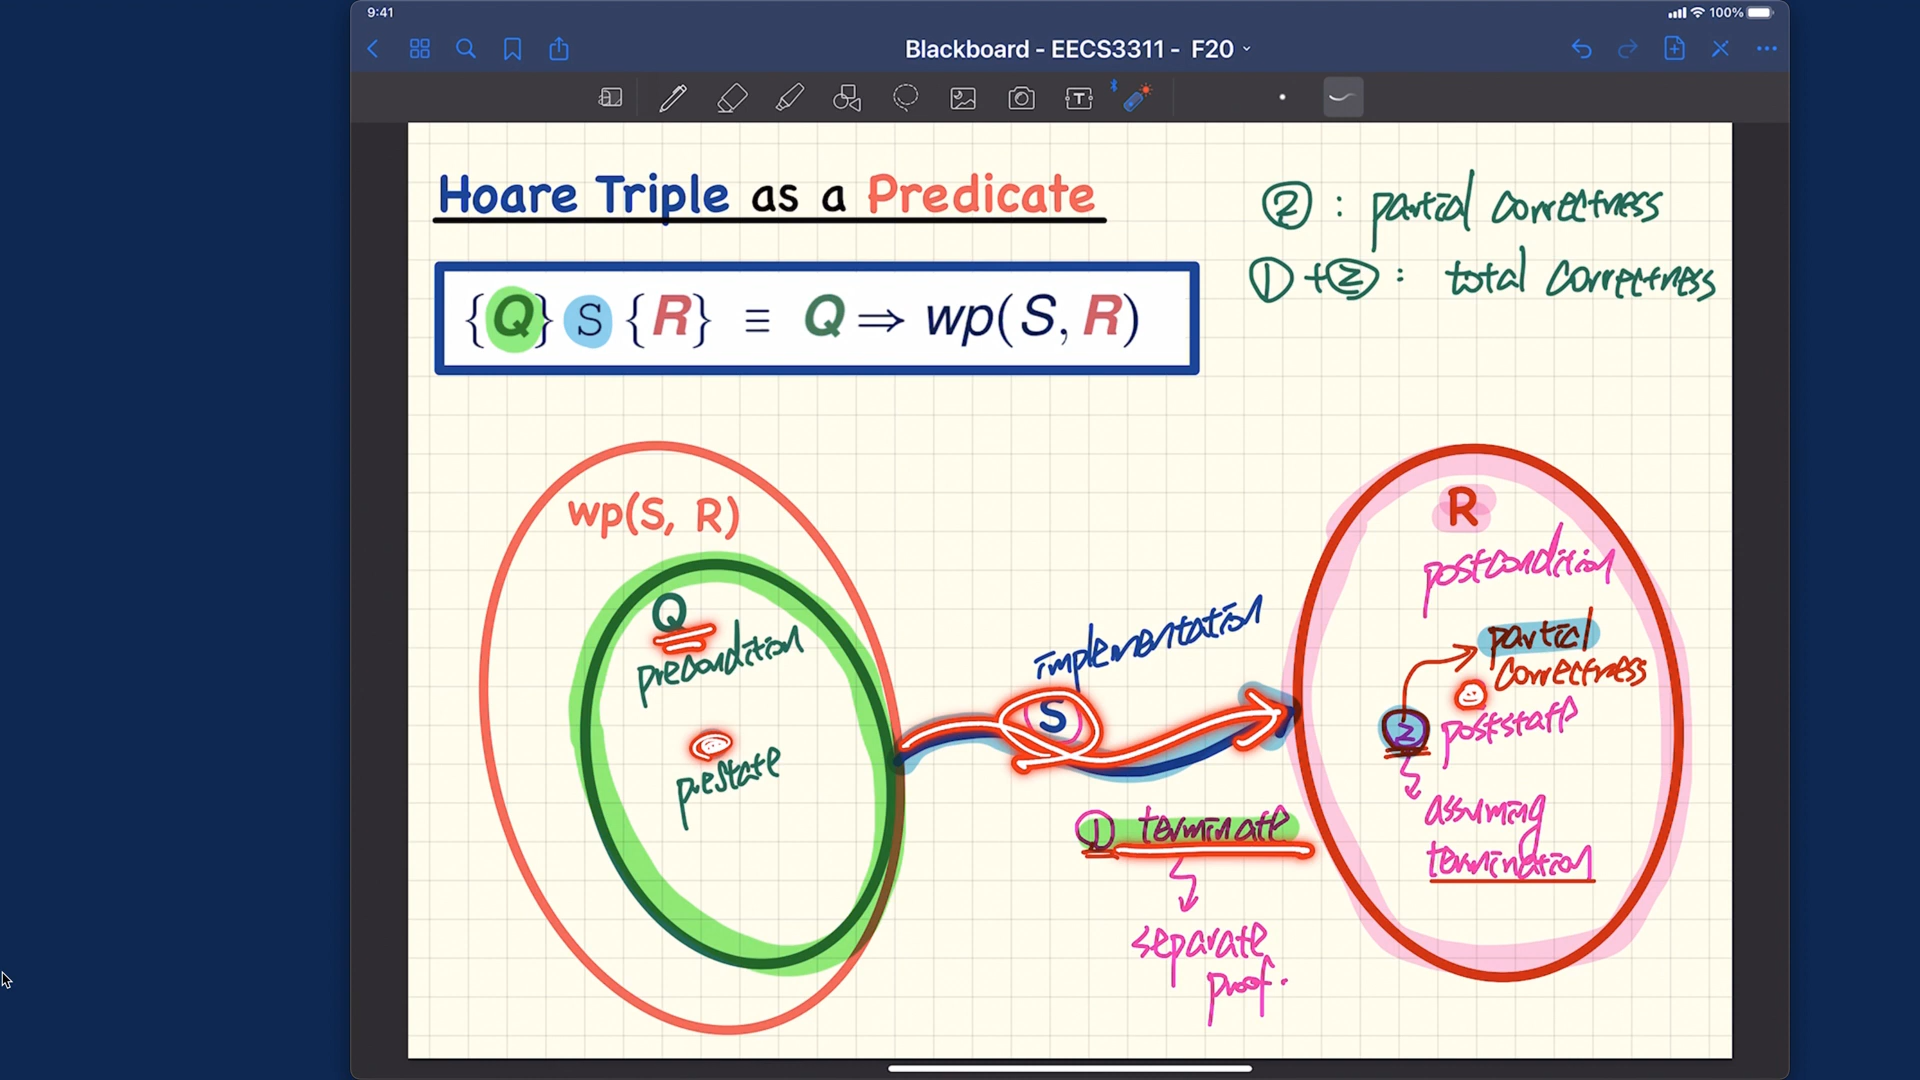 9:41
100%
Blackboard - EECS3311 - F20
T
Hoare Triple as a Predicate
② : partial correctness
① + ② : total correctness
{Q} S {R} ≡ Q ⇒ wp(S, R)
wp(S, R)
Q
precondition
prestate
implementation
S
① terminate
separate
proof.
R
postcondition
partial
correctness
② poststate
assuming
termination